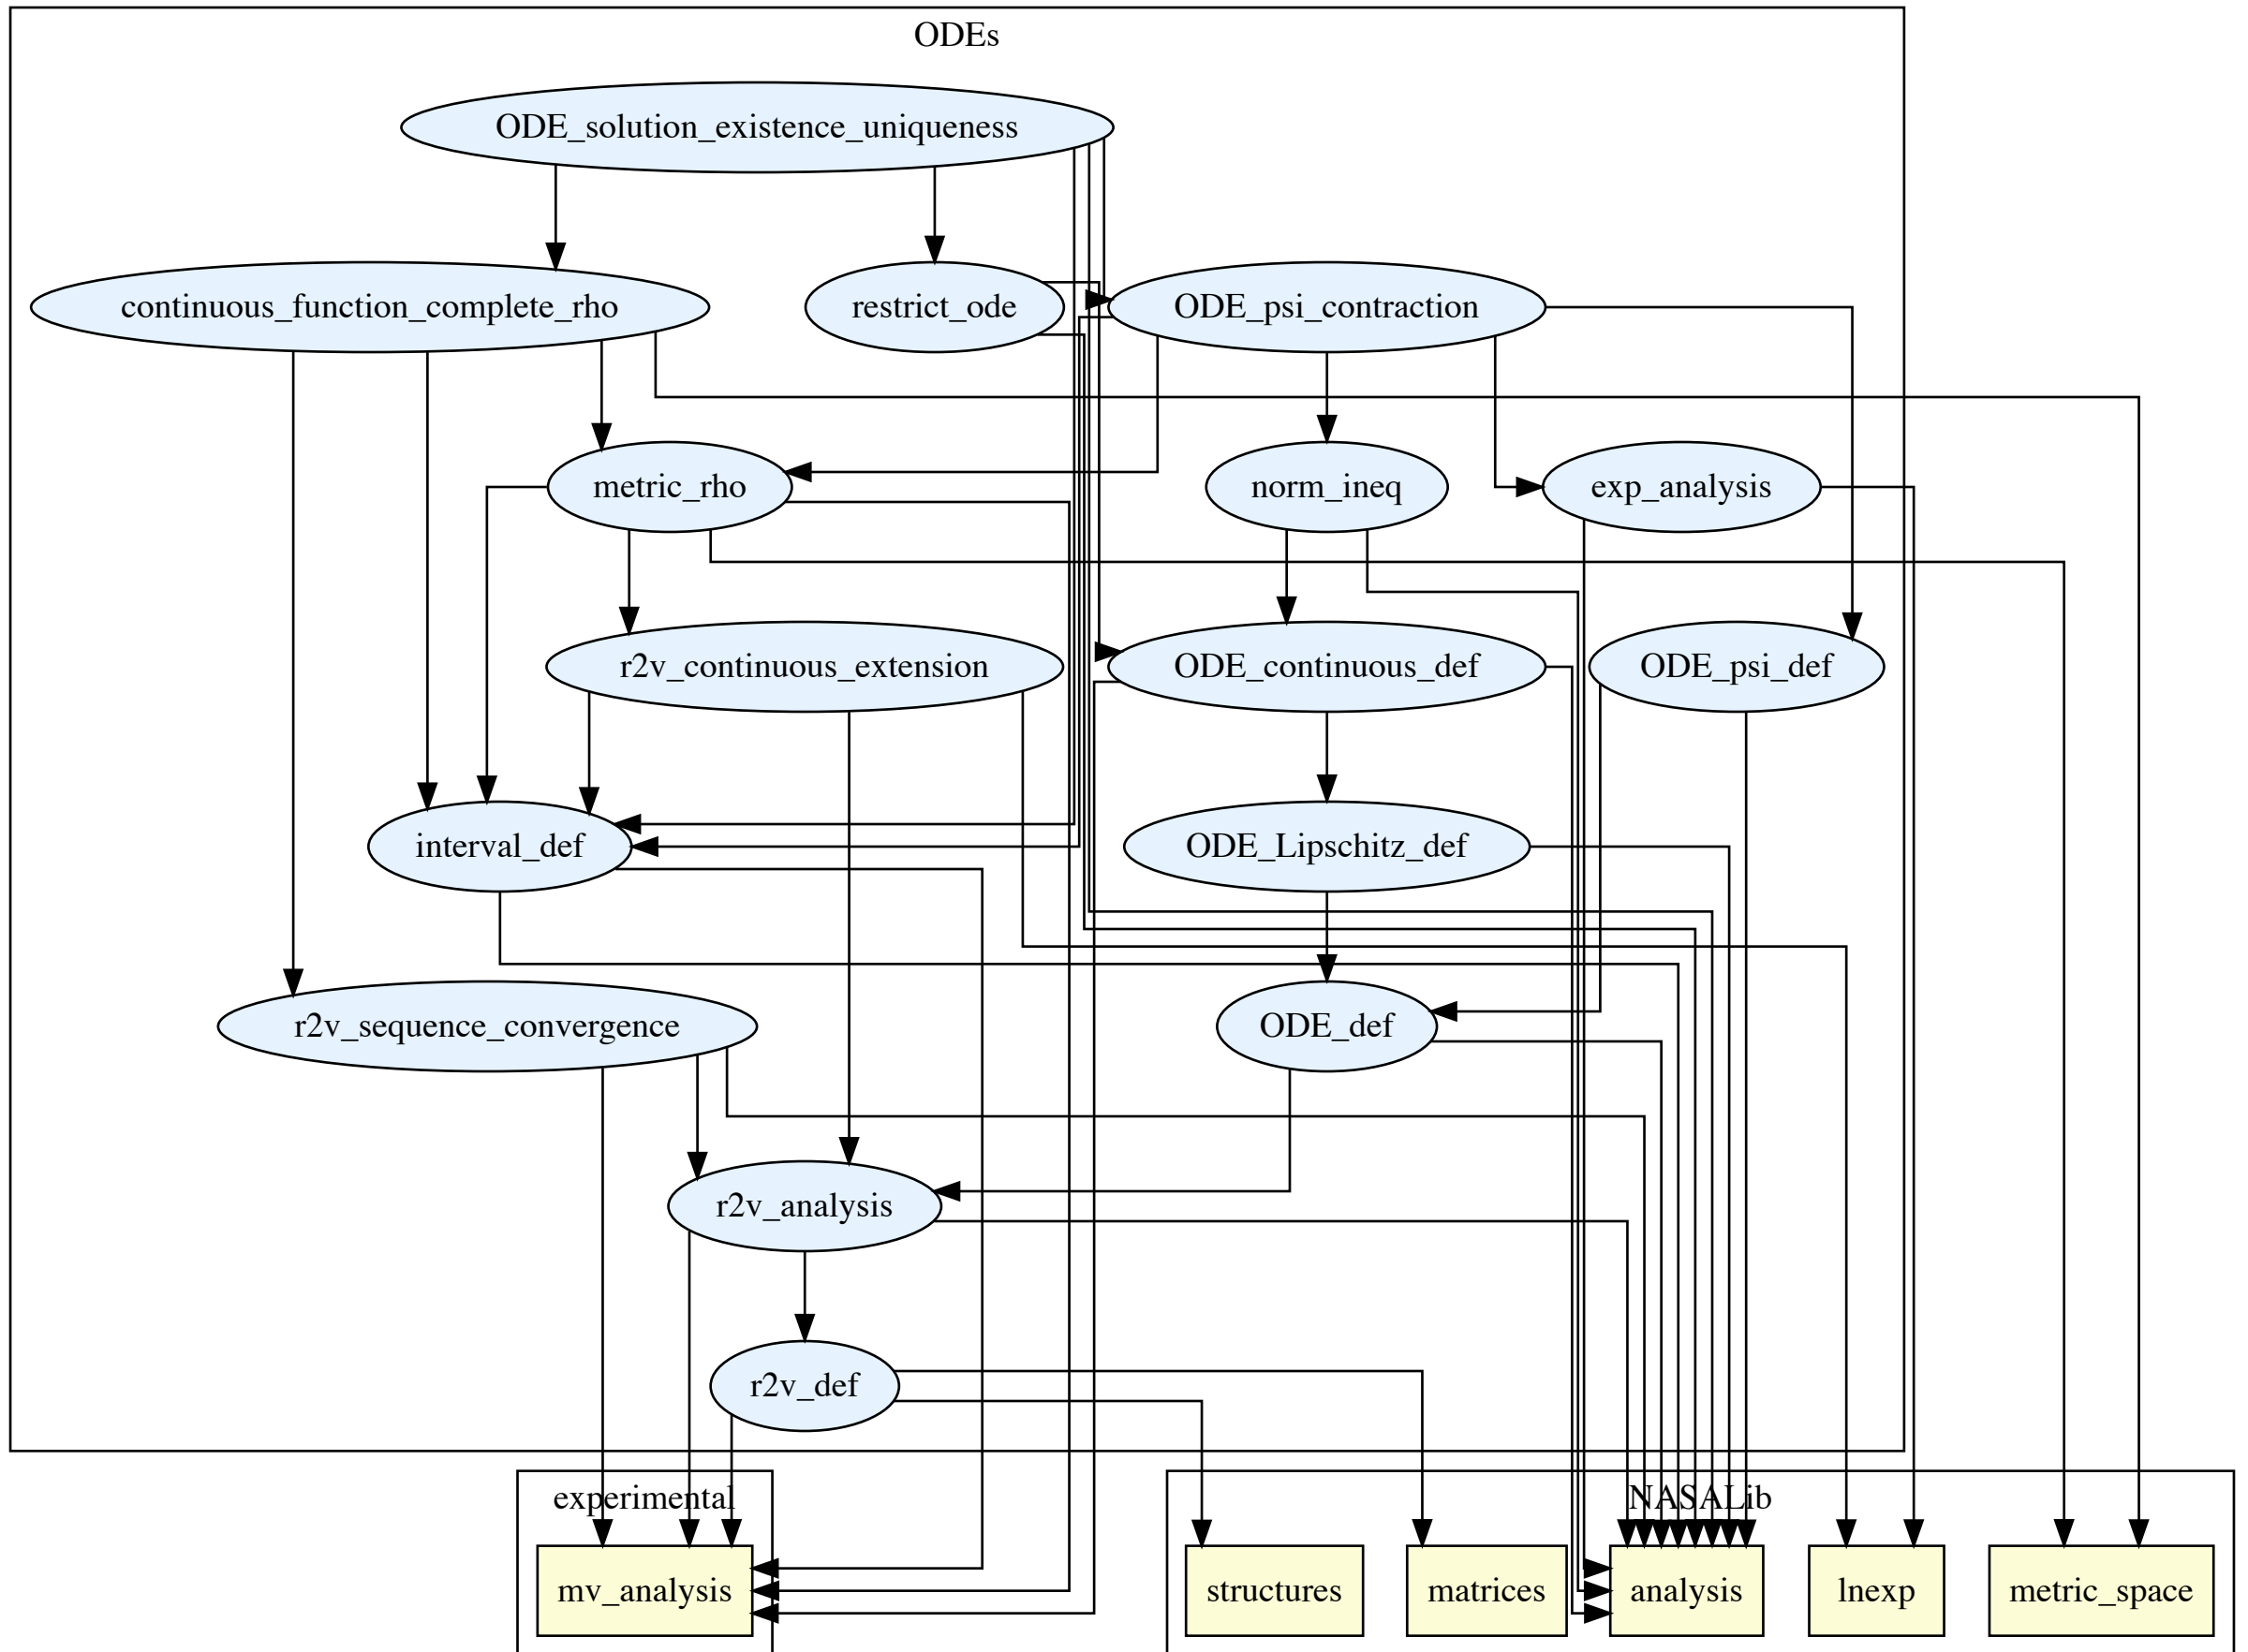 ODEs
ODE_solution_existence_uniqueness
continuous_function_complete_rho
restrict_ode
ODE_psi_contraction
metric_rho
norm_ineq
exp_analysis
r2v_continuous_extension
ODE_continuous_def
ODE_psi_def
interval_def
ODE_Lipschitz_def
r2v_sequence_convergence
ODE_def
r2v_analysis
r2v_def
experimental
NASALib
mv_analysis
structures
matrices
analysis
lnexp
metric_space